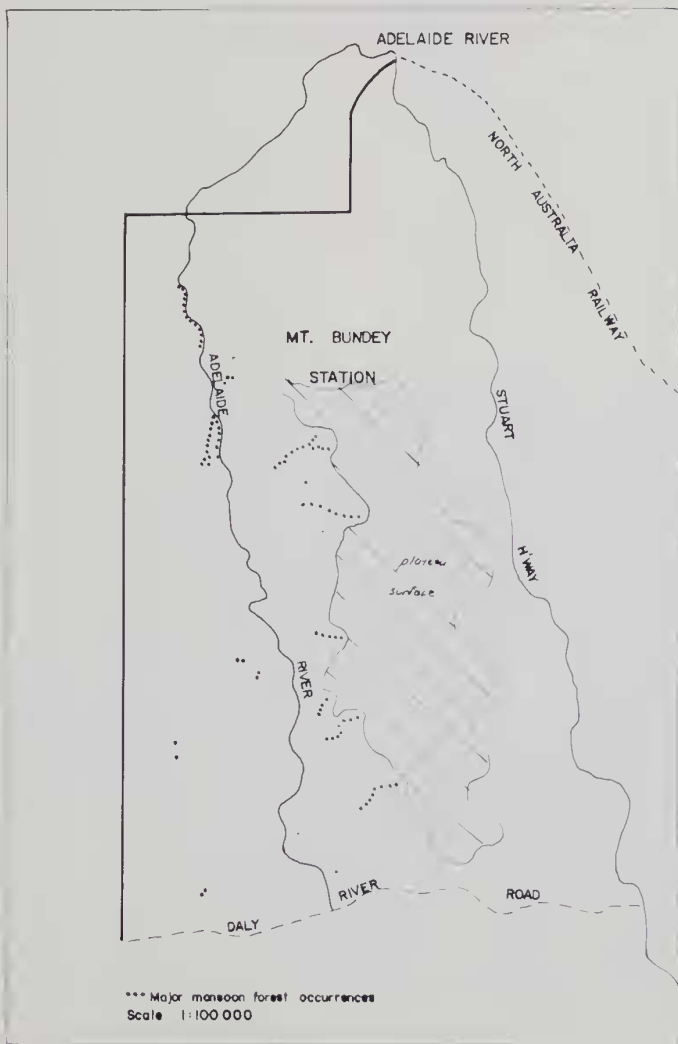 ADELAIDE RIVER
NORTH AUSTRALIA RAILWAY
MT. BUNDEY
STATION
ADELAIDE RIVER
STUART H'WAY
plateau
surface
DALY RIVER ROAD
••• Major monsoon forest occurrences
Scale 1:100 000